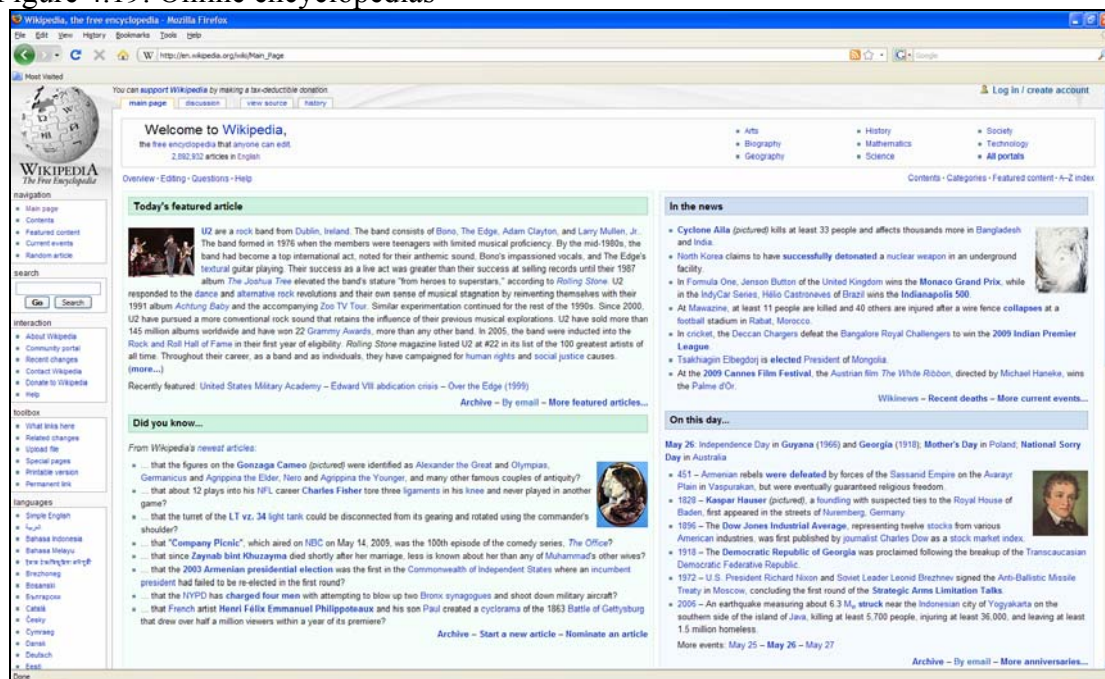 Figure 4.19: Online encyclopedias
Wikipedia, the free encyclopedia - Mozilla Firefox
File Edit View History Bookmarks Tools Help
http://en.wikipedia.org/wiki/Main_Page
Google
Most Visited
You can support Wikipedia by making a tax-deductible donation.
Log in / create account
main page discussion view source history
WIKIPEDIA
The Free Encyclopedia
navigation
Main page
Contents
Featured content
Current events
Random article
search
Go Search
interaction
About Wikipedia
Community portal
Recent changes
Contact Wikipedia
Donate to Wikipedia
Help
toolbox
What links here
Related changes
Upload file
Special pages
Printable version
Permanent link
languages
Simple English
العربية
Bahasa Indonesia
Bahasa Melayu
Brezhoneg
Bosanski
Български
Català
Česky
Cymraeg
Dansk
Deutsch
Eesti
Welcome to Wikipedia,
the free encyclopedia that anyone can edit.
2,892,932 articles in English
Arts
Biography
Geography
History
Mathematics
Science
Society
Technology
All portals
Overview · Editing · Questions · Help
Contents · Categories · Featured content · A–Z index
Today's featured article
U2 are a rock band from Dublin, Ireland. The band consists of Bono, The Edge, Adam Clayton, and Larry Mullen, Jr..
The band formed in 1976 when the members were teenagers with limited musical proficiency. By the mid-1980s, the
band had become a top international act, noted for their anthemic sound, Bono's impassioned vocals, and The Edge's
textural guitar playing. Their success as a live act was greater than their success at selling records until their 1987
album The Joshua Tree elevated the band's stature "from heroes to superstars," according to Rolling Stone. U2
responded to the dance and alternative rock revolutions and their own sense of musical stagnation by reinventing themselves with their
1991 album Achtung Baby and the accompanying Zoo TV Tour. Similar experimentation continued for the rest of the 1990s. Since 2000,
U2 have pursued a more conventional rock sound that retains the influence of their previous musical explorations. U2 have sold more than
145 million albums worldwide and have won 22 Grammy Awards, more than any other band. In 2005, the band were inducted into the
Rock and Roll Hall of Fame in their first year of eligibility. Rolling Stone magazine listed U2 at #22 in its list of the 100 greatest artists of
all time. Throughout their career, as a band and as individuals, they have campaigned for human rights and social justice causes.
(more...)
Recently featured: United States Military Academy – Edward VIII abdication crisis – Over the Edge (1999)
Archive – By email – More featured articles...
Did you know...
From Wikipedia's newest articles:
... that the figures on the Gonzaga Cameo (pictured) were identified as Alexander the Great and Olympias,
Germanicus and Agrippina the Elder, Nero and Agrippina the Younger, and many other famous couples of antiquity?
... that about 12 plays into his NFL career Charles Fisher tore three ligaments in his knee and never played in another
game?
... that the turret of the LT vz. 34 light tank could be disconnected from its gearing and rotated using the commander's
shoulder?
... that "Company Picnic", which aired on NBC on May 14, 2009, was the 100th episode of the comedy series, The Office?
... that since Zaynab bint Khuzayma died shortly after her marriage, less is known about her than any of Muhammad's other wives?
... that the 2003 Armenian presidential election was the first in the Commonwealth of Independent States where an incumbent
president had failed to be re-elected in the first round?
... that the NYPD has charged four men with attempting to blow up two Bronx synagogues and shoot down military aircraft?
... that French artist Henri Félix Emmanuel Philippoteaux and his son Paul created a cyclorama of the 1863 Battle of Gettysburg
that drew over half a million viewers within a year of its premiere?
Archive – Start a new article – Nominate an article
In the news
Cyclone Aila (pictured) kills at least 33 people and affects thousands more in Bangladesh
and India.
North Korea claims to have successfully detonated a nuclear weapon in an underground
facility.
In Formula One, Jenson Button of the United Kingdom wins the Monaco Grand Prix, while
in the IndyCar Series, Hélio Castroneves of Brazil wins the Indianapolis 500.
At Mawazine, at least 11 people are killed and 40 others are injured after a wire fence collapses at a
football stadium in Rabat, Morocco.
In cricket, the Deccan Chargers defeat the Bangalore Royal Challengers to win the 2009 Indian Premier
League.
Tsakhiagiin Elbegdorj is elected President of Mongolia.
At the 2009 Cannes Film Festival, the Austrian film The White Ribbon, directed by Michael Haneke, wins
the Palme d'Or.
Wikinews – Recent deaths – More current events...
On this day...
May 26: Independence Day in Guyana (1966) and Georgia (1918); Mother's Day in Poland; National Sorry
Day in Australia
451 – Armenian rebels were defeated by forces of the Sassanid Empire on the Avarayr
Plain in Vaspurakan, but were eventually guaranteed religious freedom.
1828 – Kaspar Hauser (pictured), a foundling with suspected ties to the Royal House of
Baden, first appeared in the streets of Nuremberg, Germany.
1896 – The Dow Jones Industrial Average, representing twelve stocks from various
American industries, was first published by journalist Charles Dow as a stock market index.
1918 – The Democratic Republic of Georgia was proclaimed following the breakup of the Transcaucasian
Democratic Federative Republic.
1972 – U.S. President Richard Nixon and Soviet Leader Leonid Brezhnev signed the Anti-Ballistic Missile
Treaty in Moscow, concluding the first round of the Strategic Arms Limitation Talks.
2006 – An earthquake measuring about 6.3 Mw struck near the Indonesian city of Yogyakarta on the
southern side of the island of Java, killing at least 5,700 people, injuring at least 36,000, and leaving at least
1.5 million homeless.
More events: May 25 – May 26 – May 27
Archive – By email – More anniversaries...
Done